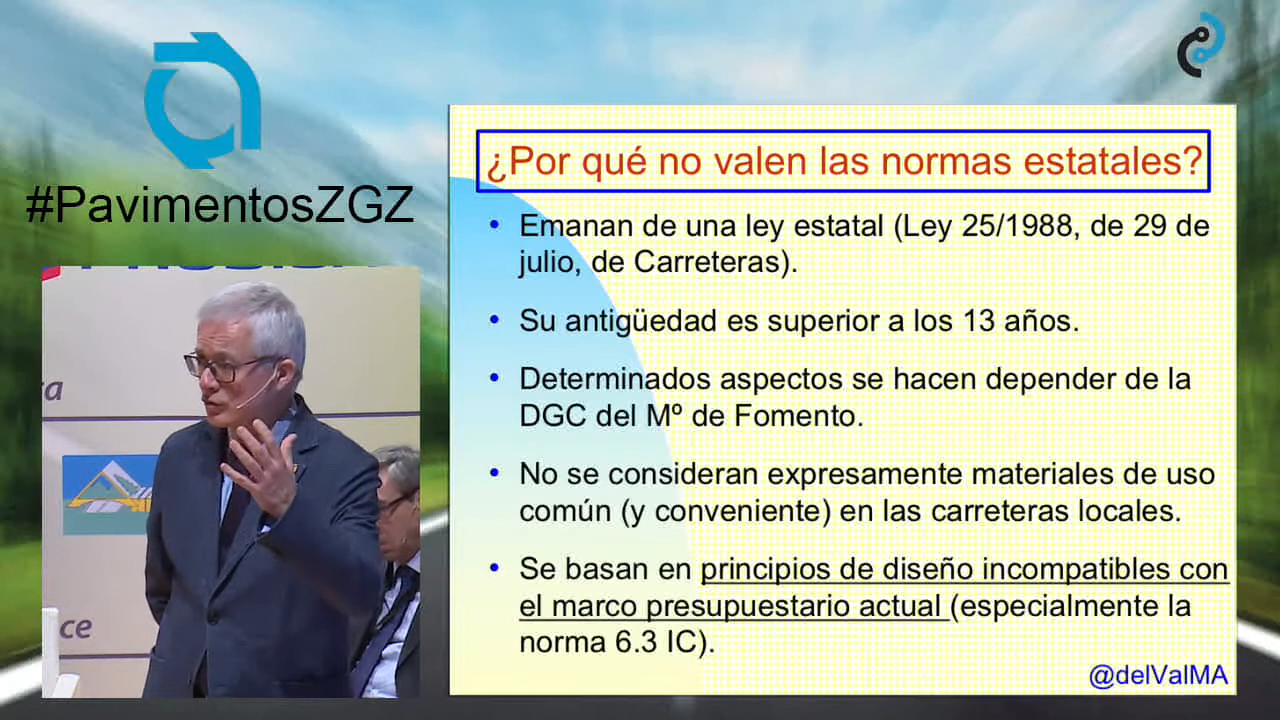 #PavimentosZGZ
¿Por qué no valen las normas estatales?
• Emanan de una ley estatal (Ley 25/1988, de 29 de
julio, de Carreteras).
• Su antigüedad es superior a los 13 años.
• Determinados aspectos se hacen depender de la
DGC del Mº de Fomento.
• No se consideran expresamente materiales de uso
común (y conveniente) en las carreteras locales.
• Se basan en principios de diseño incompatibles con
el marco presupuestario actual (especialmente la
norma 6.3 IC).
@delValMA